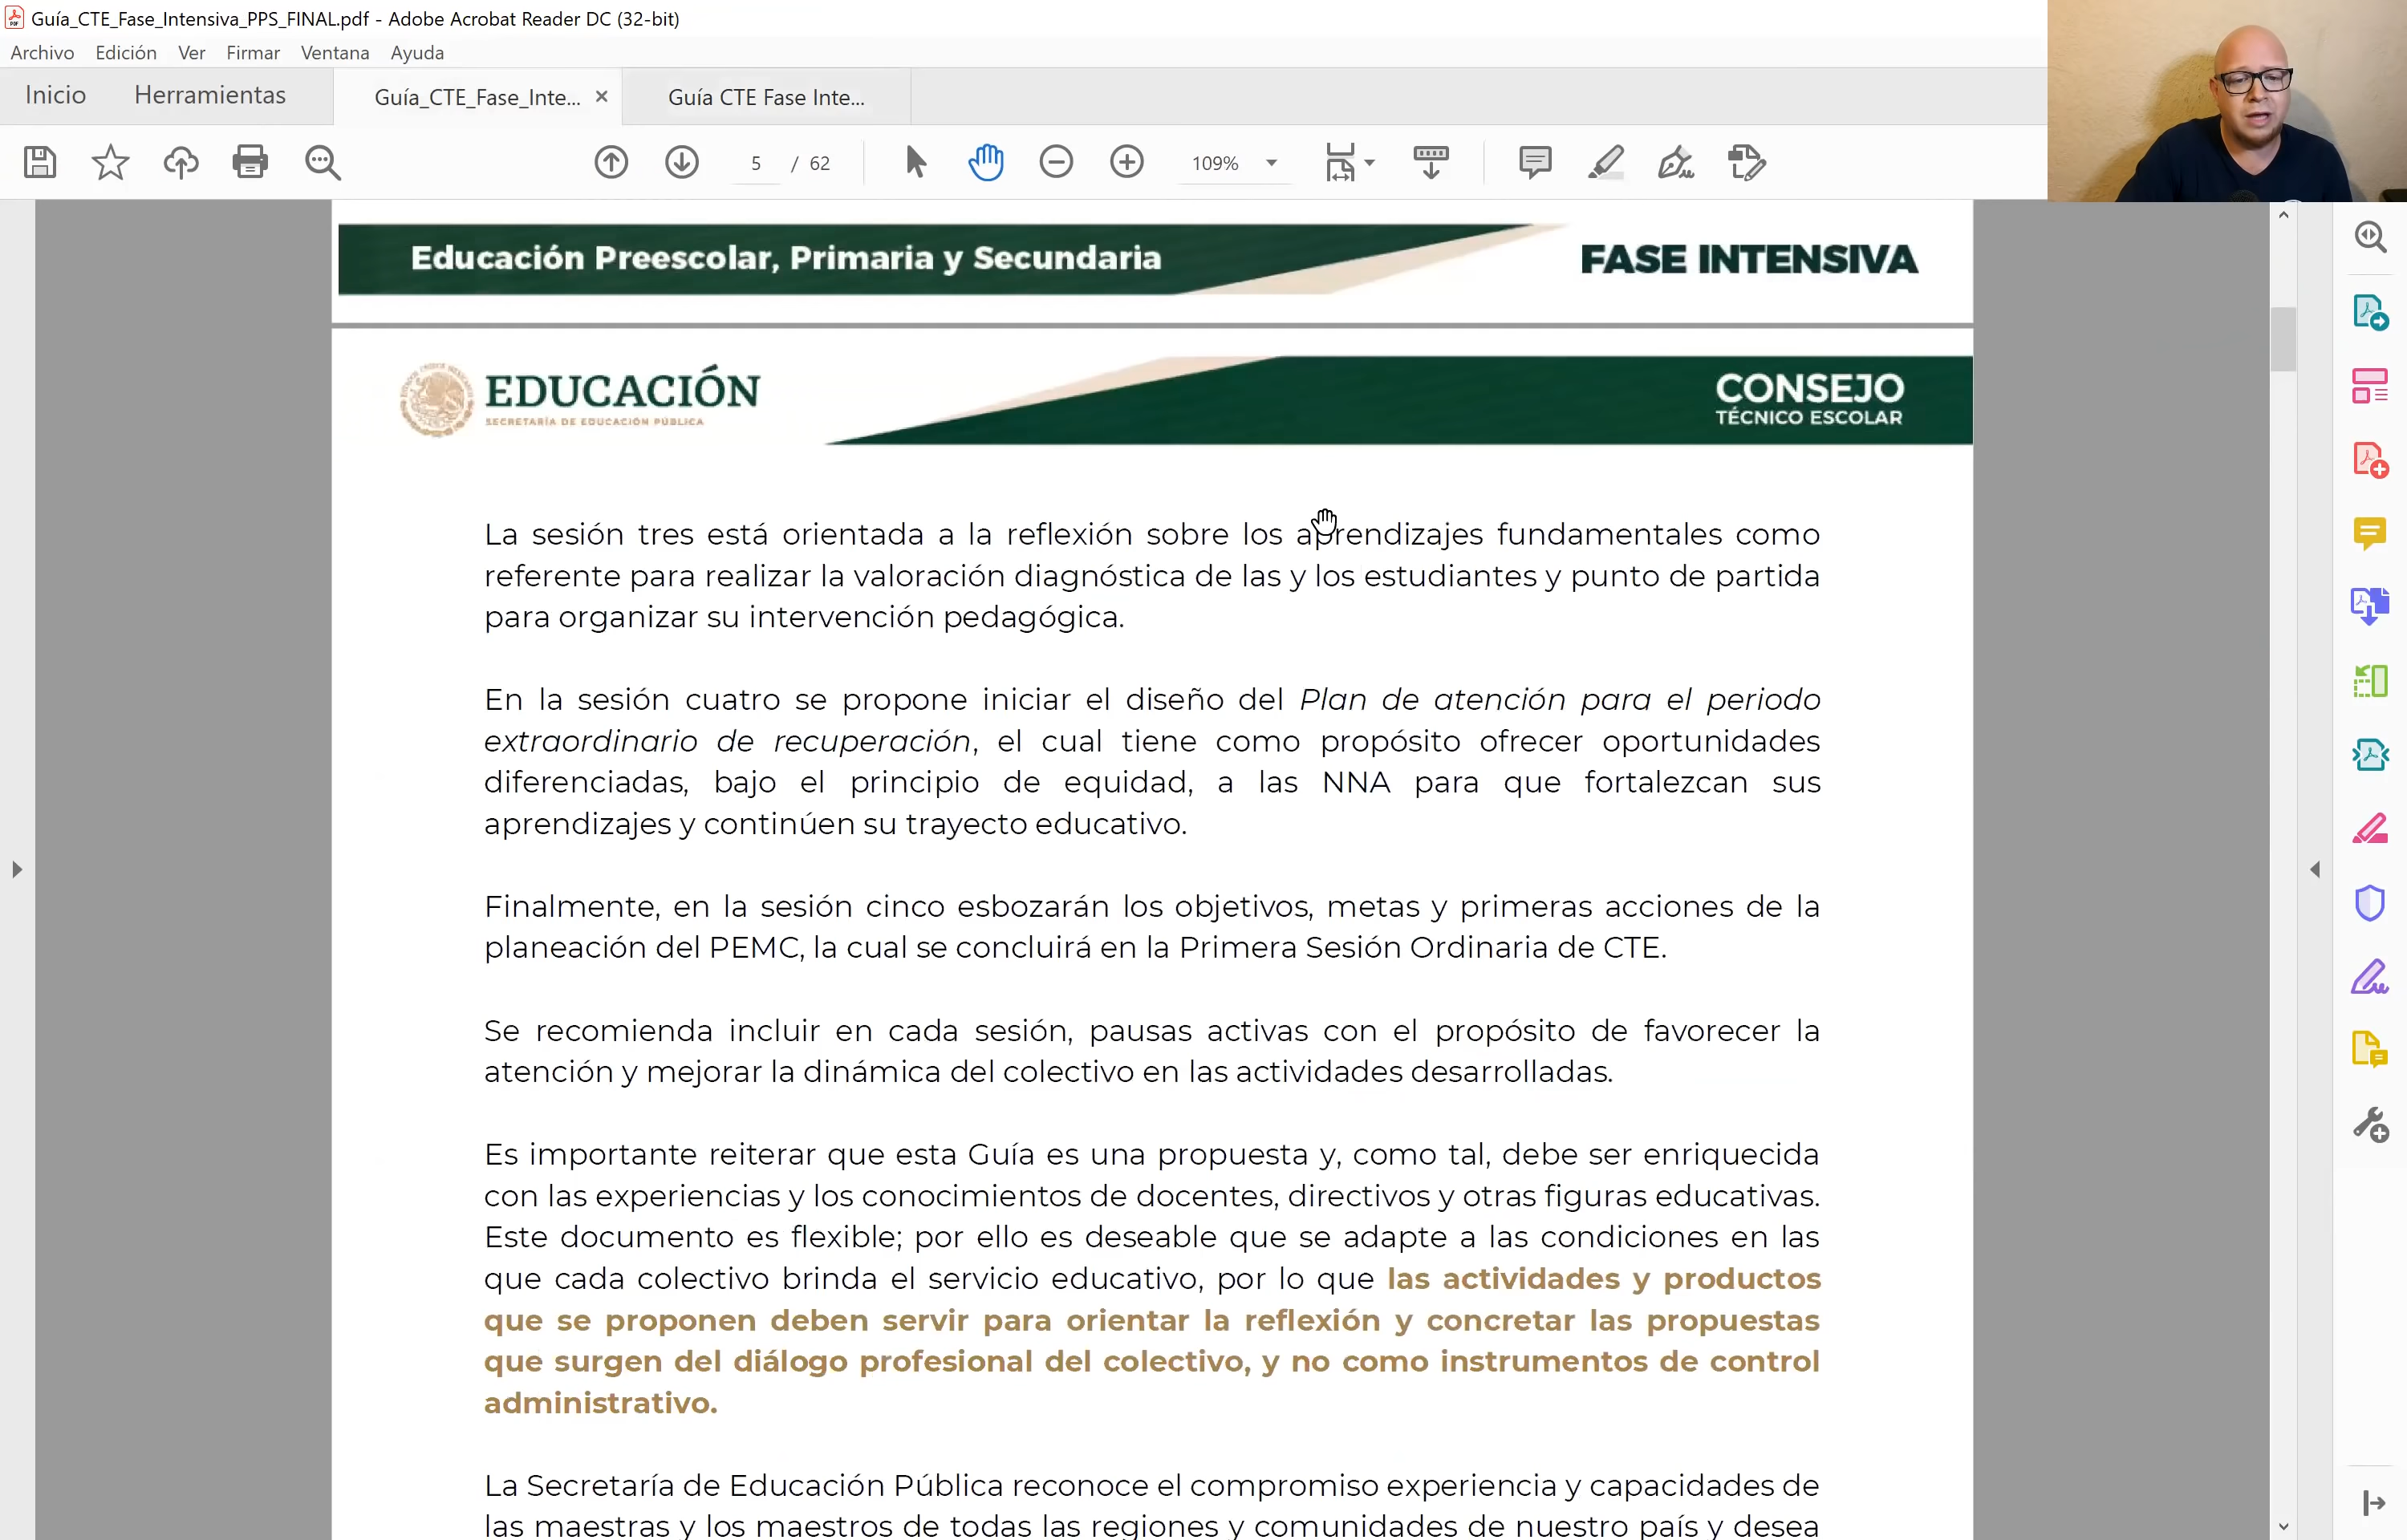 Guía_CTE_Fase_Intensiva_PPS_FINAL.pdf - Adobe Acrobat Reader DC (32-bit)
Archivo Edición Ver Firmar Ventana Ayuda
Inicio Herramientas Guía_CTE_Fase_Inte... × Guía CTE Fase Inte...
5 / 62 109%
Educación Preescolar, Primaria y Secundaria FASE INTENSIVA
EDUCACIÓN
SECRETARÍA DE EDUCACIÓN PÚBLICA
CONSEJO
TÉCNICO ESCOLAR
La sesión tres está orientada a la reflexión sobre los aprendizajes fundamentales como
referente para realizar la valoración diagnóstica de las y los estudiantes y punto de partida
para organizar su intervención pedagógica.
En la sesión cuatro se propone iniciar el diseño del Plan de atención para el periodo
extraordinario de recuperación, el cual tiene como propósito ofrecer oportunidades
diferenciadas, bajo el principio de equidad, a las NNA para que fortalezcan sus
aprendizajes y continúen su trayecto educativo.
Finalmente, en la sesión cinco esbozarán los objetivos, metas y primeras acciones de la
planeación del PEMC, la cual se concluirá en la Primera Sesión Ordinaria de CTE.
Se recomienda incluir en cada sesión, pausas activas con el propósito de favorecer la
atención y mejorar la dinámica del colectivo en las actividades desarrolladas.
Es importante reiterar que esta Guía es una propuesta y, como tal, debe ser enriquecida
con las experiencias y los conocimientos de docentes, directivos y otras figuras educativas.
Este documento es flexible; por ello es deseable que se adapte a las condiciones en las
que cada colectivo brinda el servicio educativo, por lo que las actividades y productos
que se proponen deben servir para orientar la reflexión y concretar las propuestas
que surgen del diálogo profesional del colectivo, y no como instrumentos de control
administrativo.
La Secretaría de Educación Pública reconoce el compromiso experiencia y capacidades de
las maestras y los maestros de todas las regiones y comunidades de nuestro país y desea